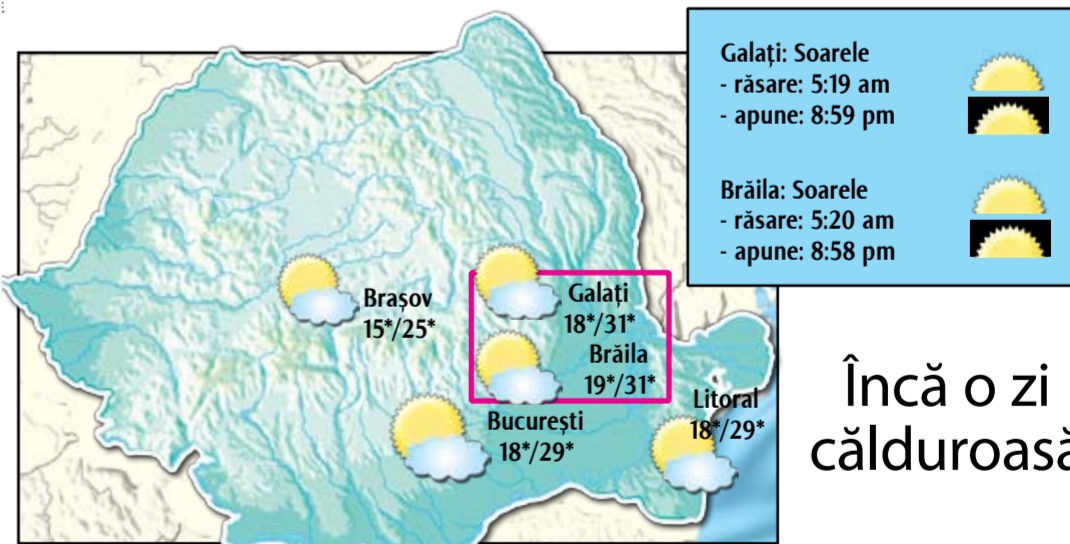 Galați: Soarele
- răsare: 5:19 am
- apune: 8:59 pm
Brăila: Soarele
- răsare: 5:20 am
- apune: 8:58 pm
Brașov
15*/25*
Galați
18*/31*
Brăila
19*/31*
București
18*/29*
Litoral
18*/29*
Încă o zi
călduroasă